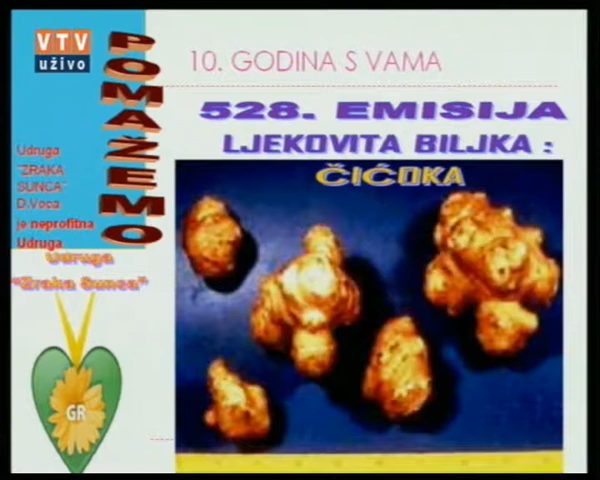 VTV
uživo
POMAŽEMO
10. GODINA S VAMA
528. EMISIJA
LJEKOVITA BILJKA :
ČIČOKA
Udruga
"ZRAKA
SUNCA"
D.Voca
je neprofitna
Udruga
Udruga
"Zraka Sunca"
GR